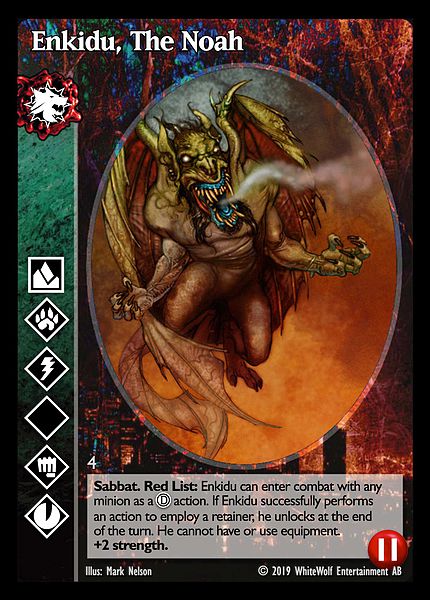 Enkidu, The Noah
4
Sabbat. Red List: Enkidu can enter combat with any
minion as a Ⓓ action. If Enkidu successfully performs
an action to employ a retainer, he unlocks at the end
of the turn. He cannot have or use equipment.
+2 strength.
11
Illus: Mark Nelson © 2019 WhiteWolf Entertainment AB